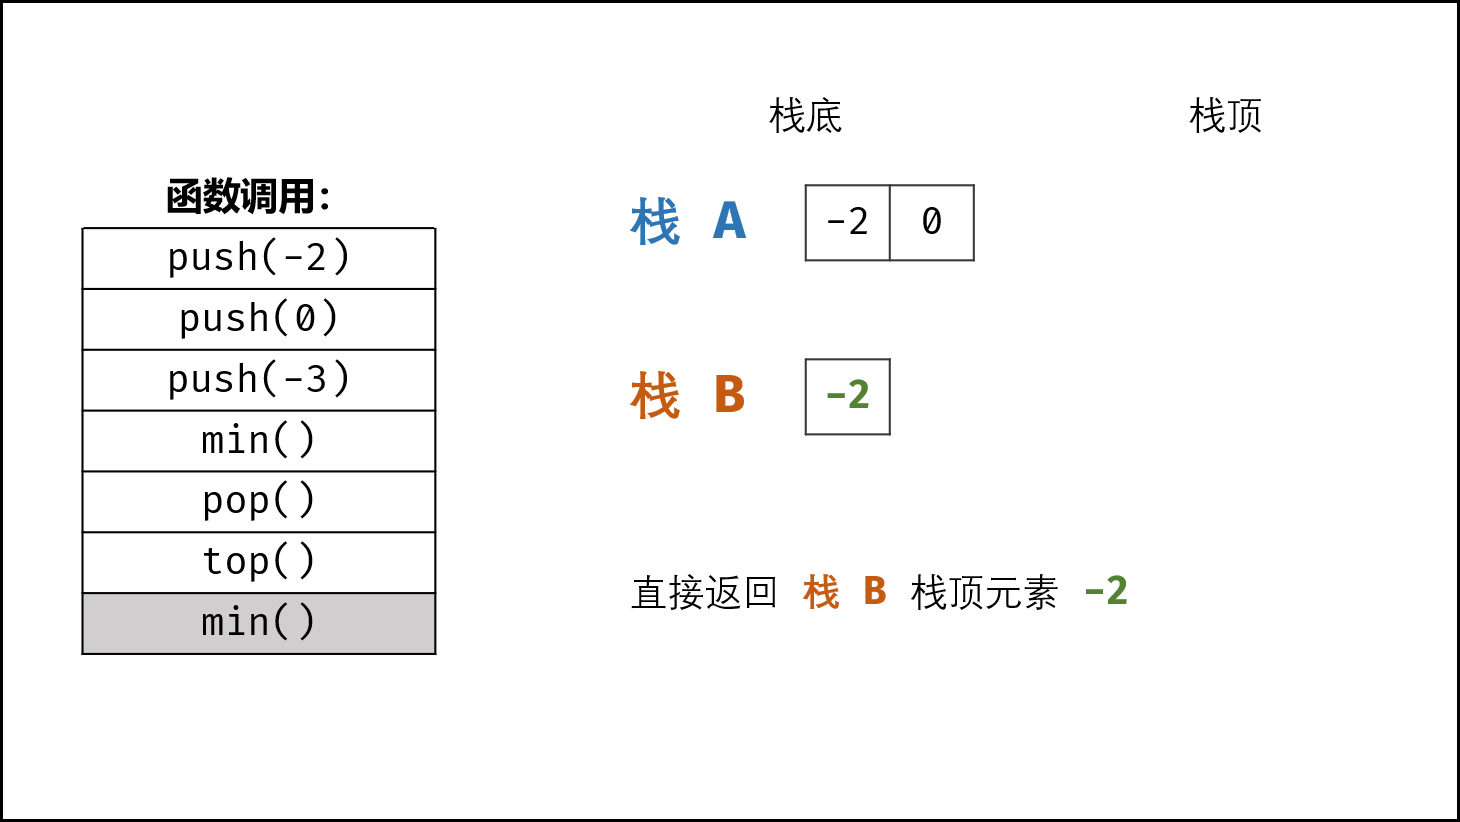 栈底 栈顶
函数调用：
push(-2)
push(0)
push(-3)
min()
pop()
top()
min()
栈 A -2 0
栈 B -2
直接返回 栈 B 栈顶元素 -2